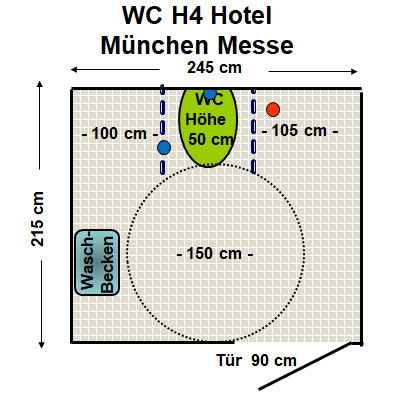 WC H4 Hotel
München Messe
245 cm
WC
Höhe
50 cm
- 100 cm -
- 105 cm -
215 cm
- 150 cm -
Wasch-
Becken
Tür 90 cm